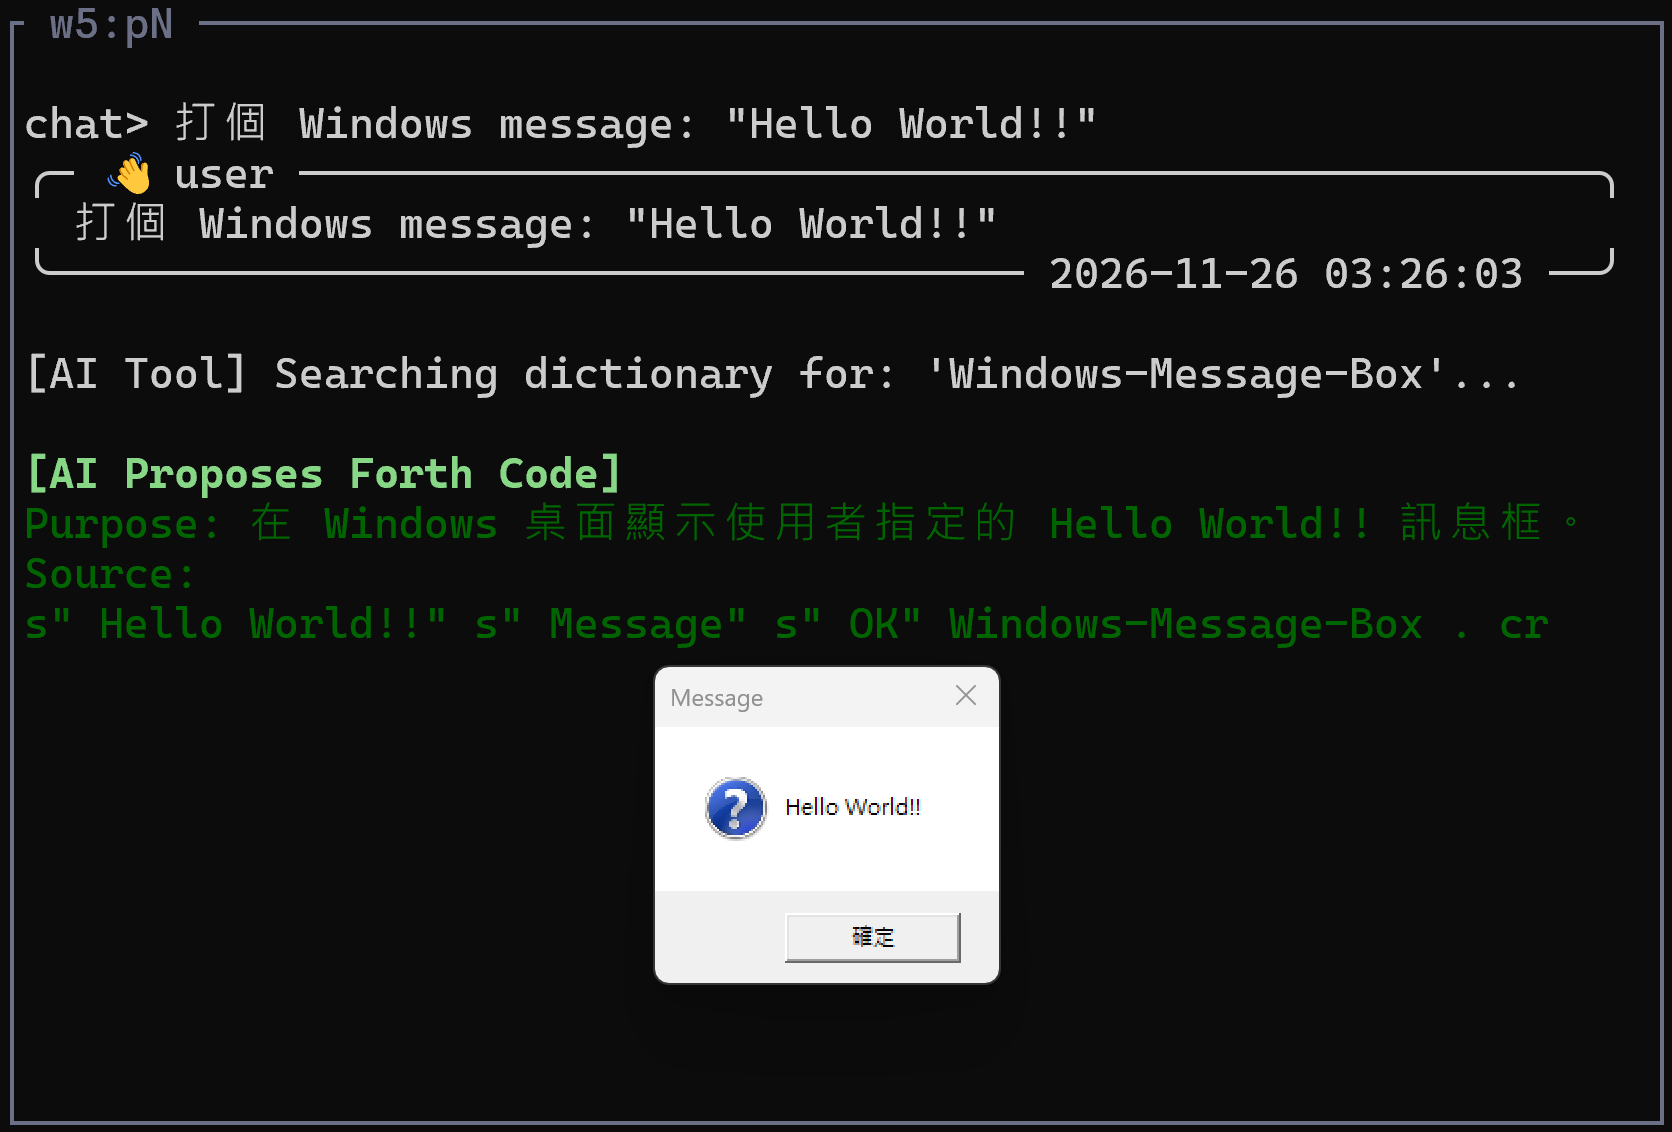 w5:pN
chat> 打個 Windows message: "Hello World!!"
👋 user
打個 Windows message: "Hello World!!"
2026-11-26 03:26:03
[AI Tool] Searching dictionary for: 'Windows-Message-Box'...
[AI Proposes Forth Code]
Purpose: 在 Windows 桌面顯示使用者指定的 Hello World!! 訊息框。
Source:
s" Hello World!!" s" Message" s" OK" Windows-Message-Box . cr
Message
Hello World!!
確定